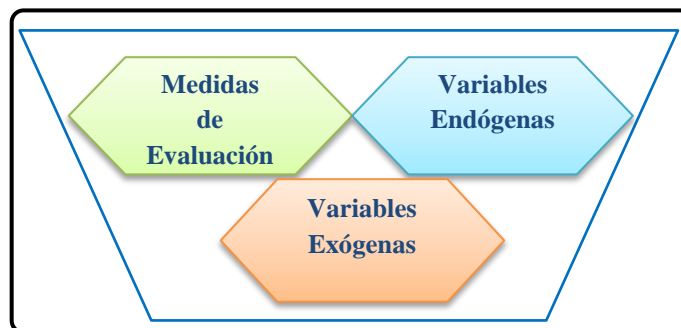 Medidas
de
Evaluación
Variables
Endógenas
Variables
Exógenas